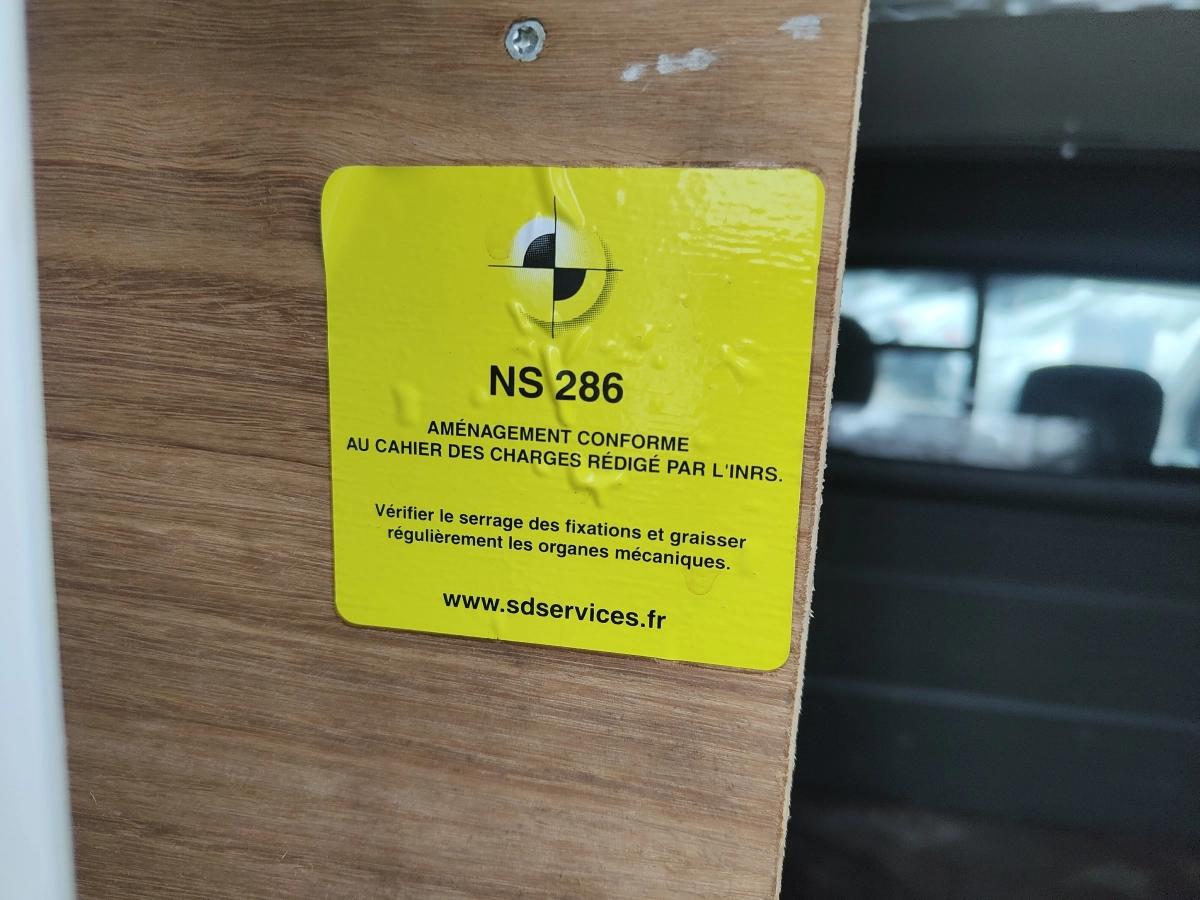 NS 286
AMÉNAGEMENT CONFORME
AU CAHIER DES CHARGES RÉDIGÉ PAR L'INRS.
Vérifier le serrage des fixations et graisser
régulièrement les organes mécaniques.
www.sdservices.fr